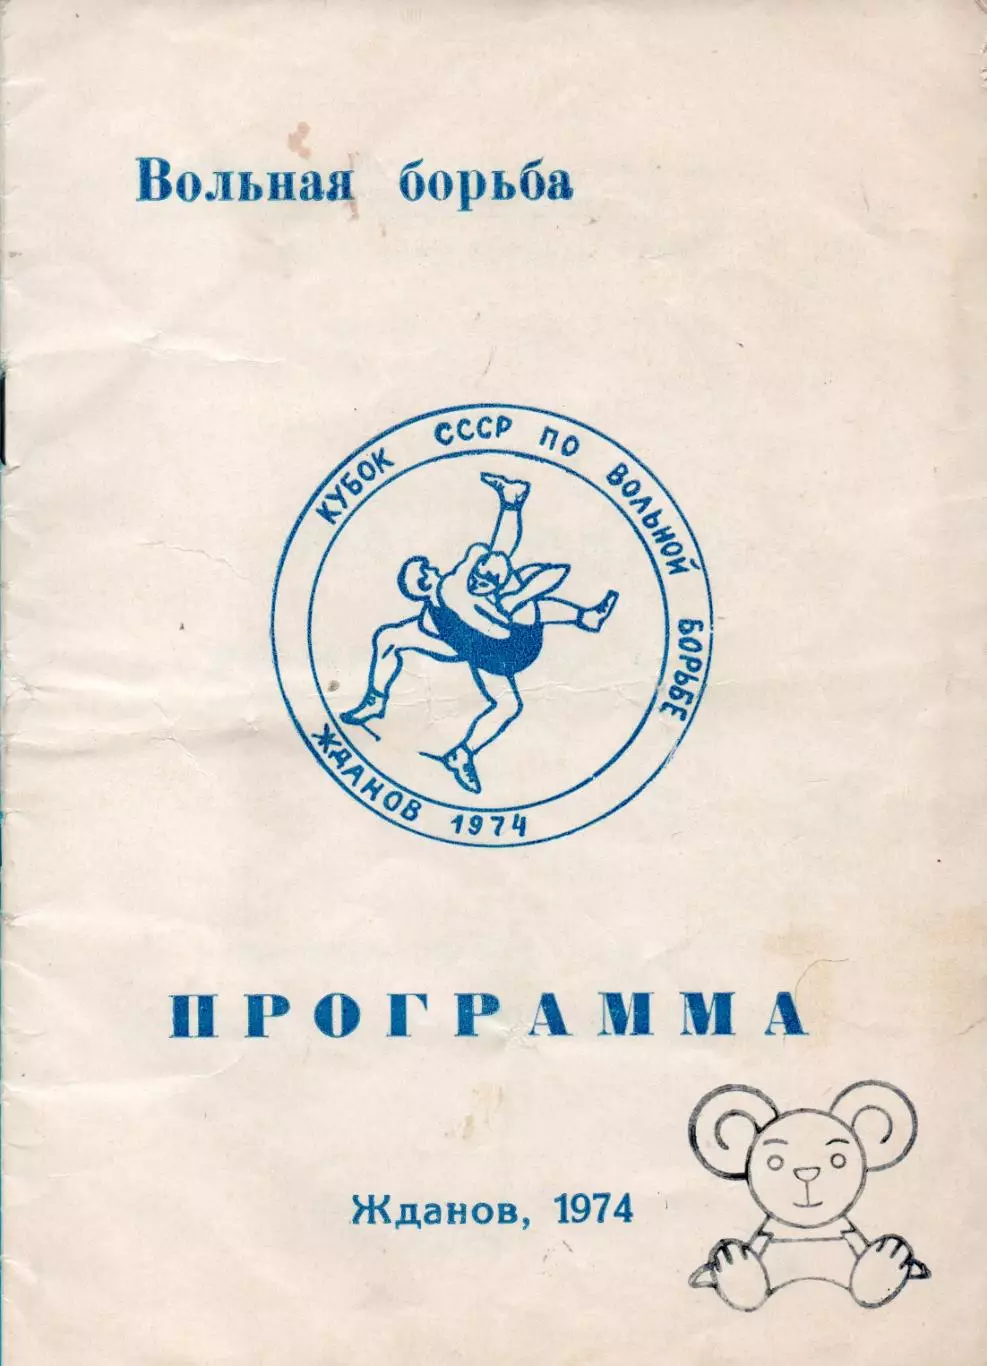 Вольная борьба
КУБОК СССР ПО ВОЛЬНОЙ БОРЬБЕ
ЖДАНОВ 1974
ПРОГРАММА
Жданов, 1974